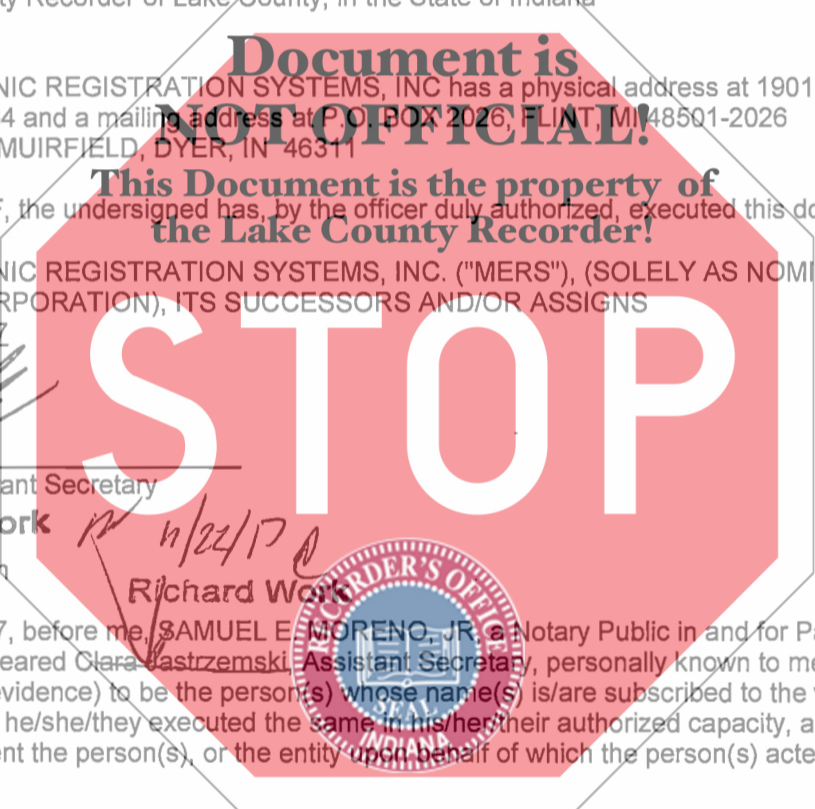 ty Recorder of Lake County, in the State of Indiana
Document is
NIC REGISTRATION SYSTEMS, INC has a physical address at 1901
4 and a mailing address at P.O. BOX 2026, FLINT, MI 48501-2026
NOT OFFICIAL!
MUIRFIELD, DYER, IN 46311
This Document is the property of
F, the undersigned has, by the officer duly authorized, executed this do
the Lake County Recorder!
NIC REGISTRATION SYSTEMS, INC. ("MERS"), (SOLELY AS NOMI
RPORATION), ITS SUCCESSORS AND/OR ASSIGNS
STOP
ant Secretary
ork 11/22/17
Richard Work
RECORDER'S OFFICE
7, before me, SAMUEL E. MORENO, JR, a Notary Public in and for Pa
eared Clara Jastrzemski, Assistant Secretary, personally known to me
evidence) to be the person(s) whose name(s) is/are subscribed to the
SEAL
he/she/they executed the same in his/her/their authorized capacity, a
INDIANA
ent the person(s), or the entity upon behalf of which the person(s) acte